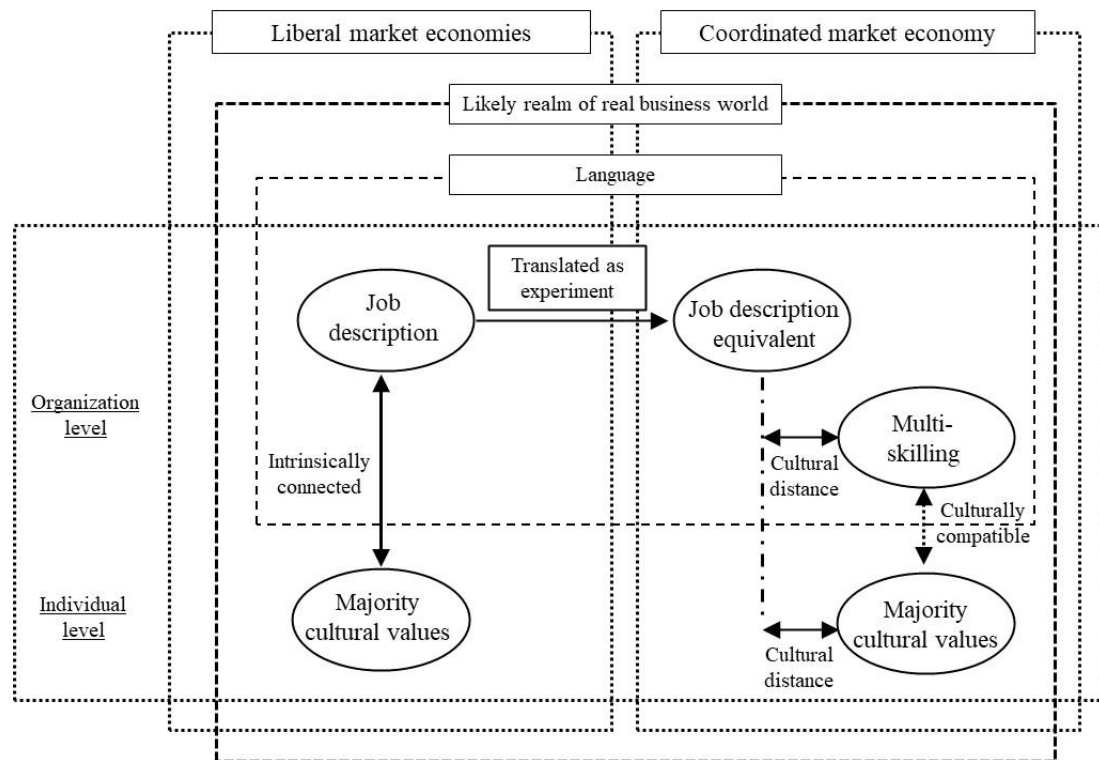 Liberal market economies
Coordinated market economy
Likely realm of real business world
Language
Translated as
experiment
Job
description
Job description
equivalent
Organization
level
Multi-
skilling
Intrinsically
connected
Cultural
distance
Culturally
compatible
Individual
level
Majority
cultural values
Majority
cultural values
Cultural
distance